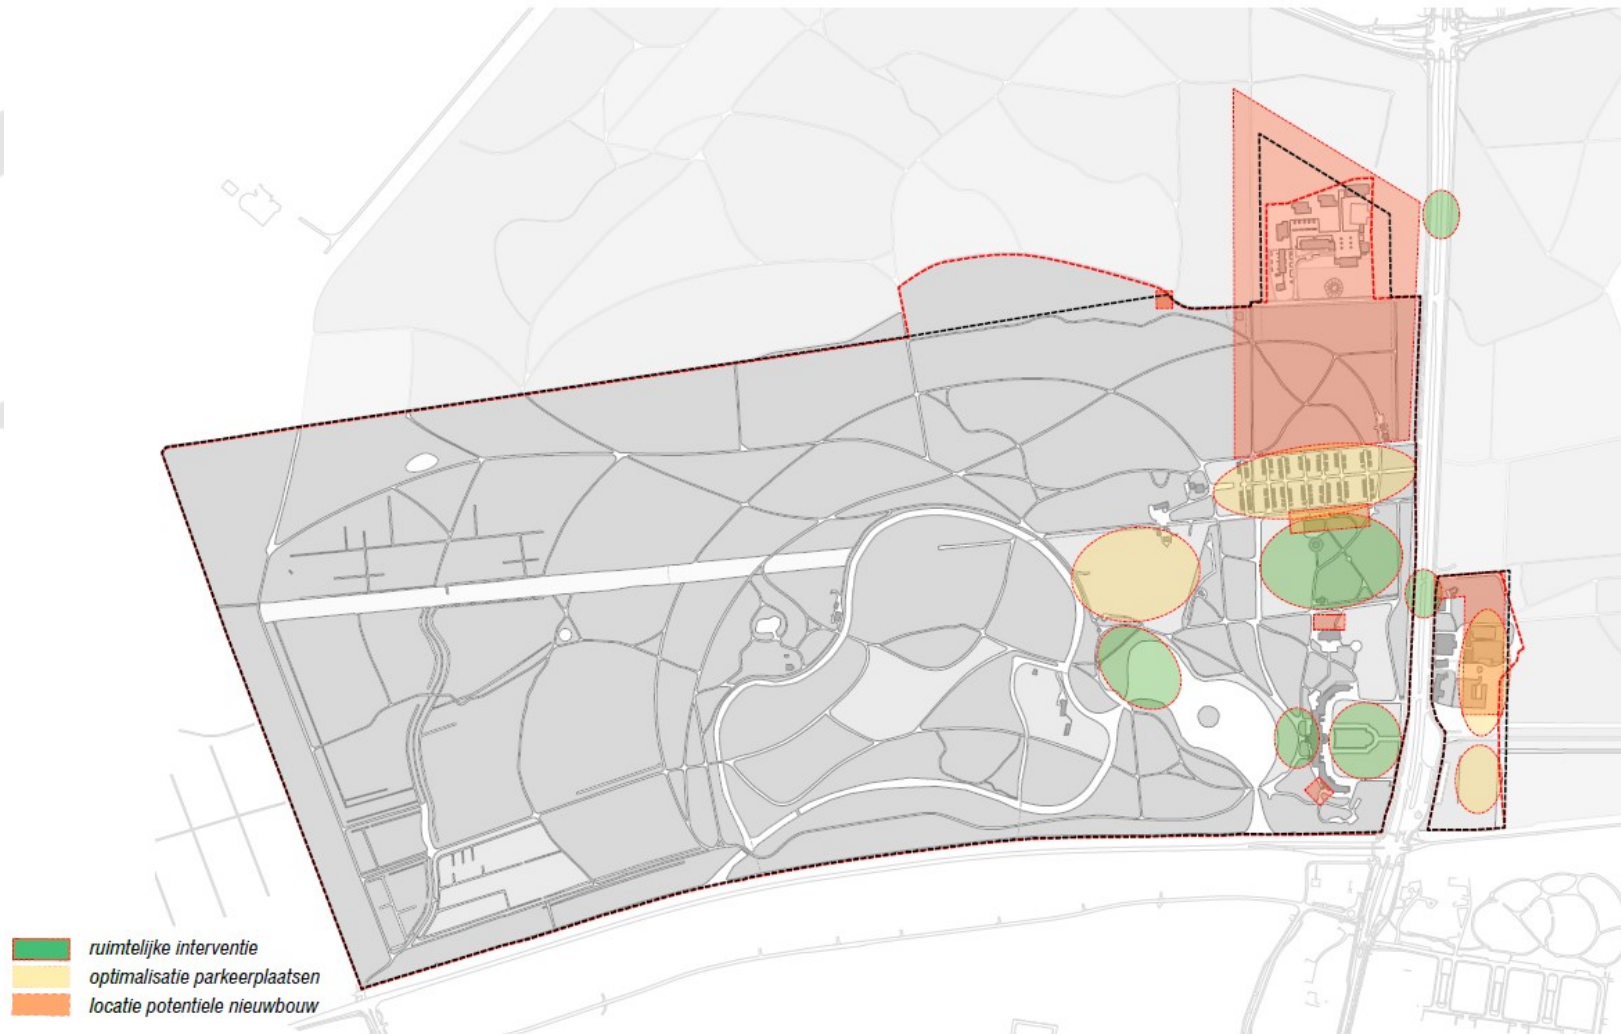 ruimtelijke interventie
optimalisatie parkeerplaatsen
locatie potentiele nieuwbouw